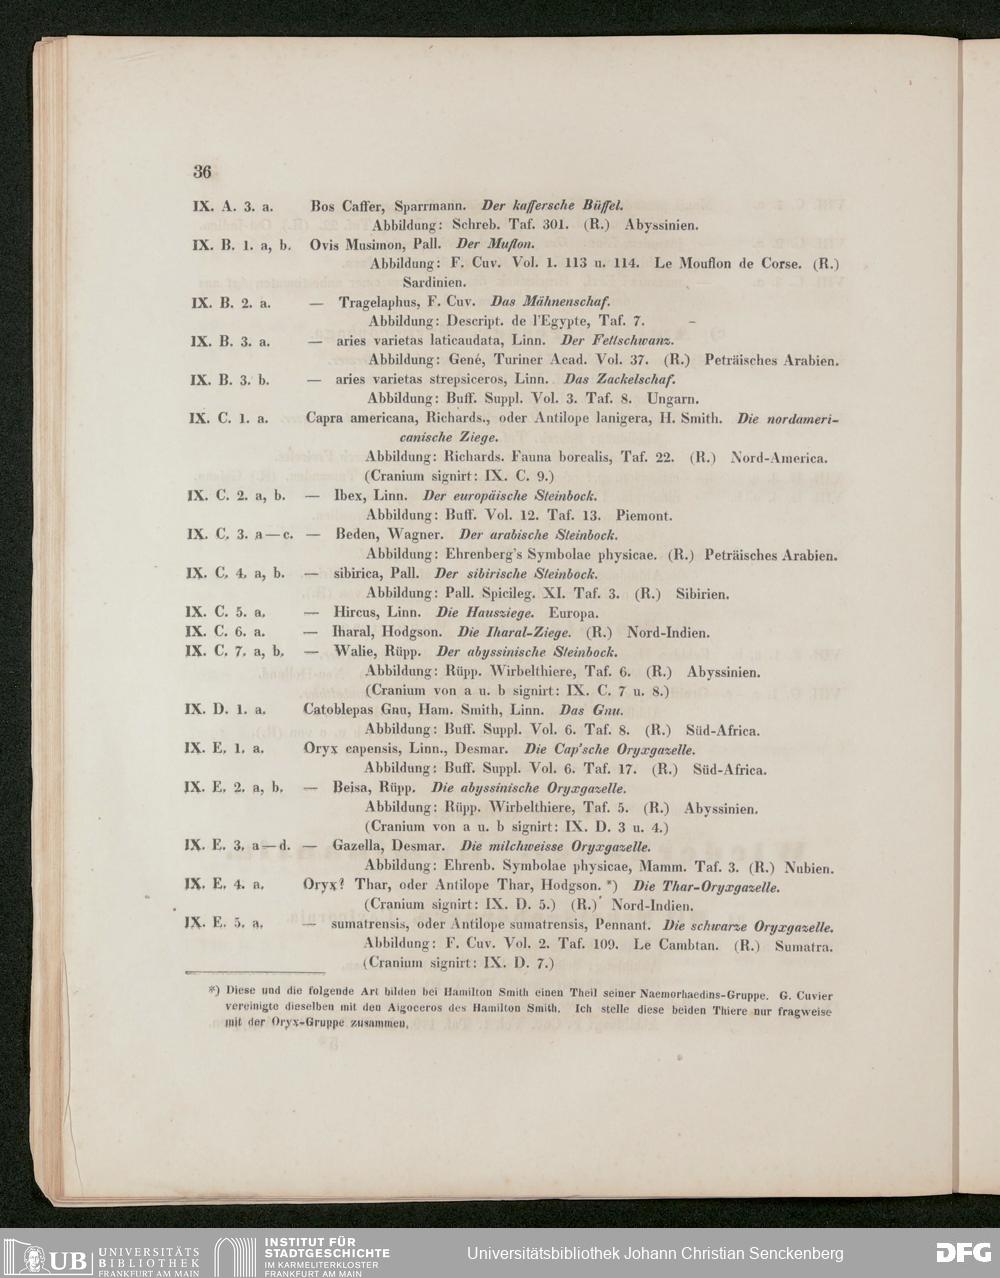 36
IX. A. 3. a. Bos Caffer, Sparrmann. Der kaffersche Büffel.
Abbildung: Schreb. Taf. 301. (R.) Abyssinien.
IX. B. 1. a, b. Ovis Musimon, Pall. Der Muflon.
Abbildung: F. Cuv. Vol. 1. 113 u. 114. Le Mouflon de Corse. (R.)
Sardinien.
IX. B. 2. a. — Tragelaphus, F. Cuv. Das Mähnenschaf.
Abbildung: Descript. de l'Egypte, Taf. 7.
IX. B. 3. a. — aries varietas laticaudata, Linn. Der Fettschwanz.
Abbildung: Gené, Turiner Acad. Vol. 37. (R.) Peträisches Arabien.
IX. B. 3. b. — aries varietas strepsiceros, Linn. Das Zackelschaf.
Abbildung: Buff. Suppl. Vol. 3. Taf. 8. Ungarn.
IX. C. 1. a. Capra americana, Richards., oder Antilope lanigera, H. Smith. Die nordameri-
canische Ziege.
Abbildung: Richards. Fauna borealis, Taf. 22. (R.) Nord-America.
(Cranium signirt: IX. C. 9.)
IX. C. 2. a, b. — Ibex, Linn. Der europäische Steinbock.
Abbildung: Buff. Vol. 12. Taf. 13. Piemont.
IX. C. 3. a—c. — Beden, Wagner. Der arabische Steinbock.
Abbildung: Ehrenberg's Symbolae physicae. (R.) Peträisches Arabien.
IX. C. 4. a, b. — sibirica, Pall. Der sibirische Steinbock.
Abbildung: Pall. Spicileg. XI. Taf. 3. (R.) Sibirien.
IX. C. 5. a. — Hircus, Linn. Die Hausziege. Europa.
IX. C. 6. a. — Iharal, Hodgson. Die Iharal-Ziege. (R.) Nord-Indien.
IX. C. 7. a, b. — Walie, Rüpp. Der abyssinische Steinbock.
Abbildung: Rüpp. Wirbelthiere, Taf. 6. (R.) Abyssinien.
(Cranium von a u. b signirt: IX. C. 7 u. 8.)
IX. D. 1. a. Catoblepas Gnu, Ham. Smith, Linn. Das Gnu.
Abbildung: Buff. Suppl. Vol. 6. Taf. 8. (R.) Süd-Africa.
IX. E. 1. a. Oryx capensis, Linn., Desmar. Die Cap'sche Oryxgazelle.
Abbildung: Buff. Suppl. Vol. 6. Taf. 17. (R.) Süd-Africa.
IX. E. 2. a, b. — Beisa, Rüpp. Die abyssinische Oryxgazelle.
Abbildung: Rüpp. Wirbelthiere, Taf. 5. (R.) Abyssinien.
(Cranium von a u. b signirt: IX. D. 3 u. 4.)
IX. E. 3. a—d. — Gazella, Desmar. Die milchweisse Oryxgazelle.
Abbildung: Ehrenb. Symbolae physicae, Mamm. Taf. 3. (R.) Nubien.
IX. E. 4. a. Oryx? Thar, oder Antilope Thar, Hodgson. *) Die Thar-Oryxgazelle.
(Cranium signirt: IX. D. 5.) (R.) Nord-Indien.
IX. E. 5. a. — sumatrensis, oder Antilope sumatrensis, Pennant. Die schwarze Oryxgazelle.
Abbildung: F. Cuv. Vol. 2. Taf. 109. Le Cambtan. (R.) Sumatra.
(Cranium signirt: IX. D. 7.)
*) Diese und die folgende Art bilden bei Hamilton Smith einen Theil seiner Naemorhaedins-Gruppe. G. Cuvier
vereinigte dieselben mit den Aigoceros des Hamilton Smith. Ich stelle diese beiden Thiere nur fragweise
mit der Oryx-Gruppe zusammen.
UB UNIVERSITÄTS
BIBLIOTHEK
FRANKFURT AM MAIN
INSTITUT FÜR
STADTGESCHICHTE
IM KARMELITERKLOSTER
FRANKFURT AM MAIN
Universitätsbibliothek Johann Christian Senckenberg
DFG